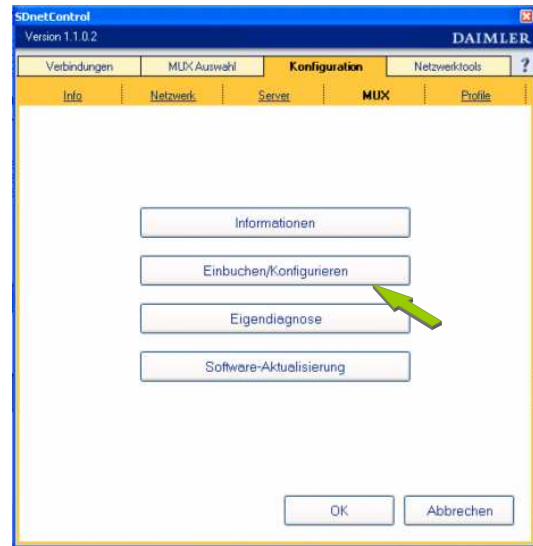 SDnetControl
Version 1.1.0.2
DAIMLER
Verbindungen MUX Auswahl Konfiguration Netzwerktools ?
Info Netzwerk Server MUX Profile
Informationen
Einbuchen/Konfigurieren
Eigendiagnose
Software-Aktualisierung
OK Abbrechen